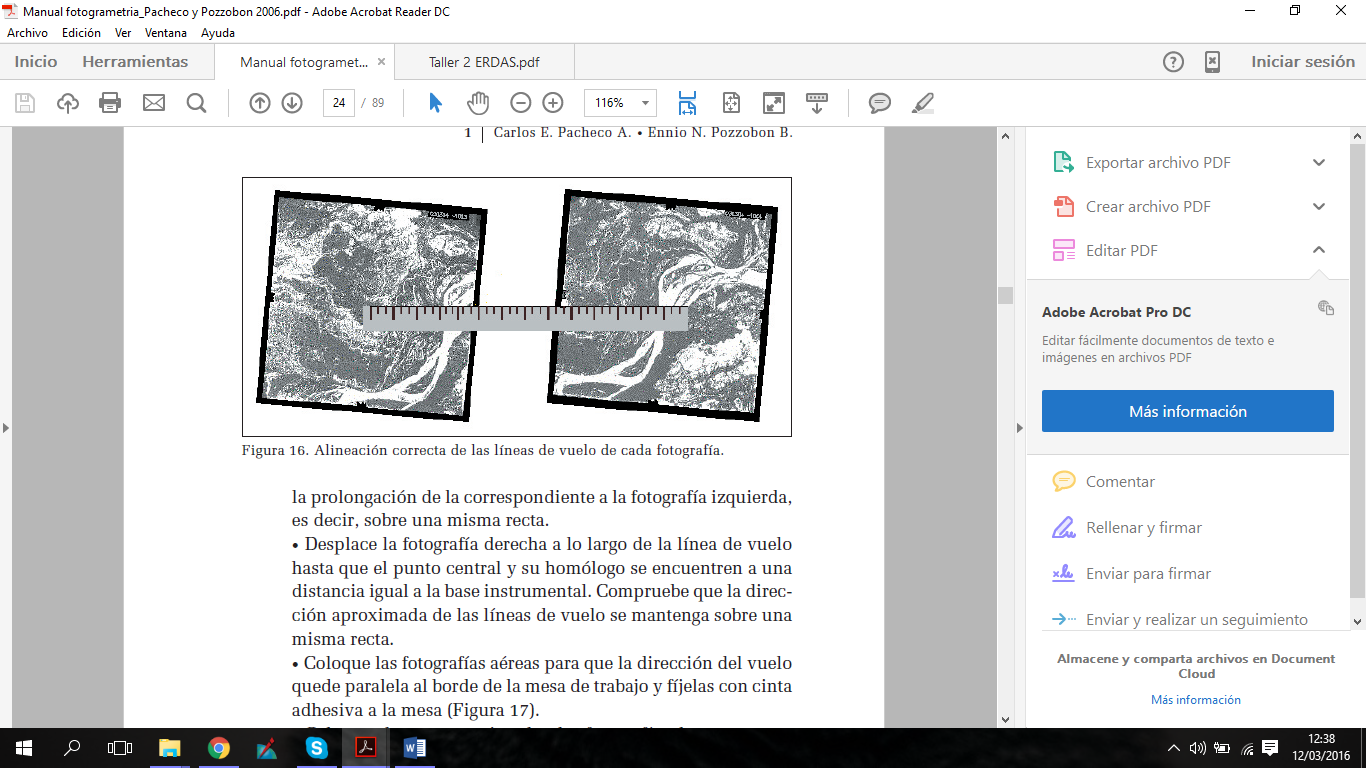 Manual fotogrametria_Pacheco y Pozzobon 2006.pdf - Adobe Acrobat Reader DC
Archivo Edición Ver Ventana Ayuda
Inicio Herramientas Manual fotogramet... × Taller 2 ERDAS.pdf Iniciar sesión
24 / 89 116%
1 | Carlos E. Pacheco A. • Ennio N. Pozzobon B.
Figura 16. Alineación correcta de las líneas de vuelo de cada fotografía.
la prolongación de la correspondiente a la fotografía izquierda,
es decir, sobre una misma recta.
• Desplace la fotografía derecha a lo largo de la línea de vuelo
hasta que el punto central y su homólogo se encuentren a una
distancia igual a la base instrumental. Compruebe que la direc-
ción aproximada de las líneas de vuelo se mantenga sobre una
misma recta.
• Coloque las fotografías aéreas para que la dirección del vuelo
quede paralela al borde de la mesa de trabajo y fíjelas con cinta
adhesiva a la mesa (Figura 17).
Exportar archivo PDF
Crear archivo PDF
Editar PDF
Adobe Acrobat Pro DC
Editar fácilmente documentos de texto e
imágenes en archivos PDF
Más información
Comentar
Rellenar y firmar
Enviar para firmar
Enviar y realizar un seguimiento
Almacene y comparta archivos en Document
Cloud
Más información
12:38
12/03/2016